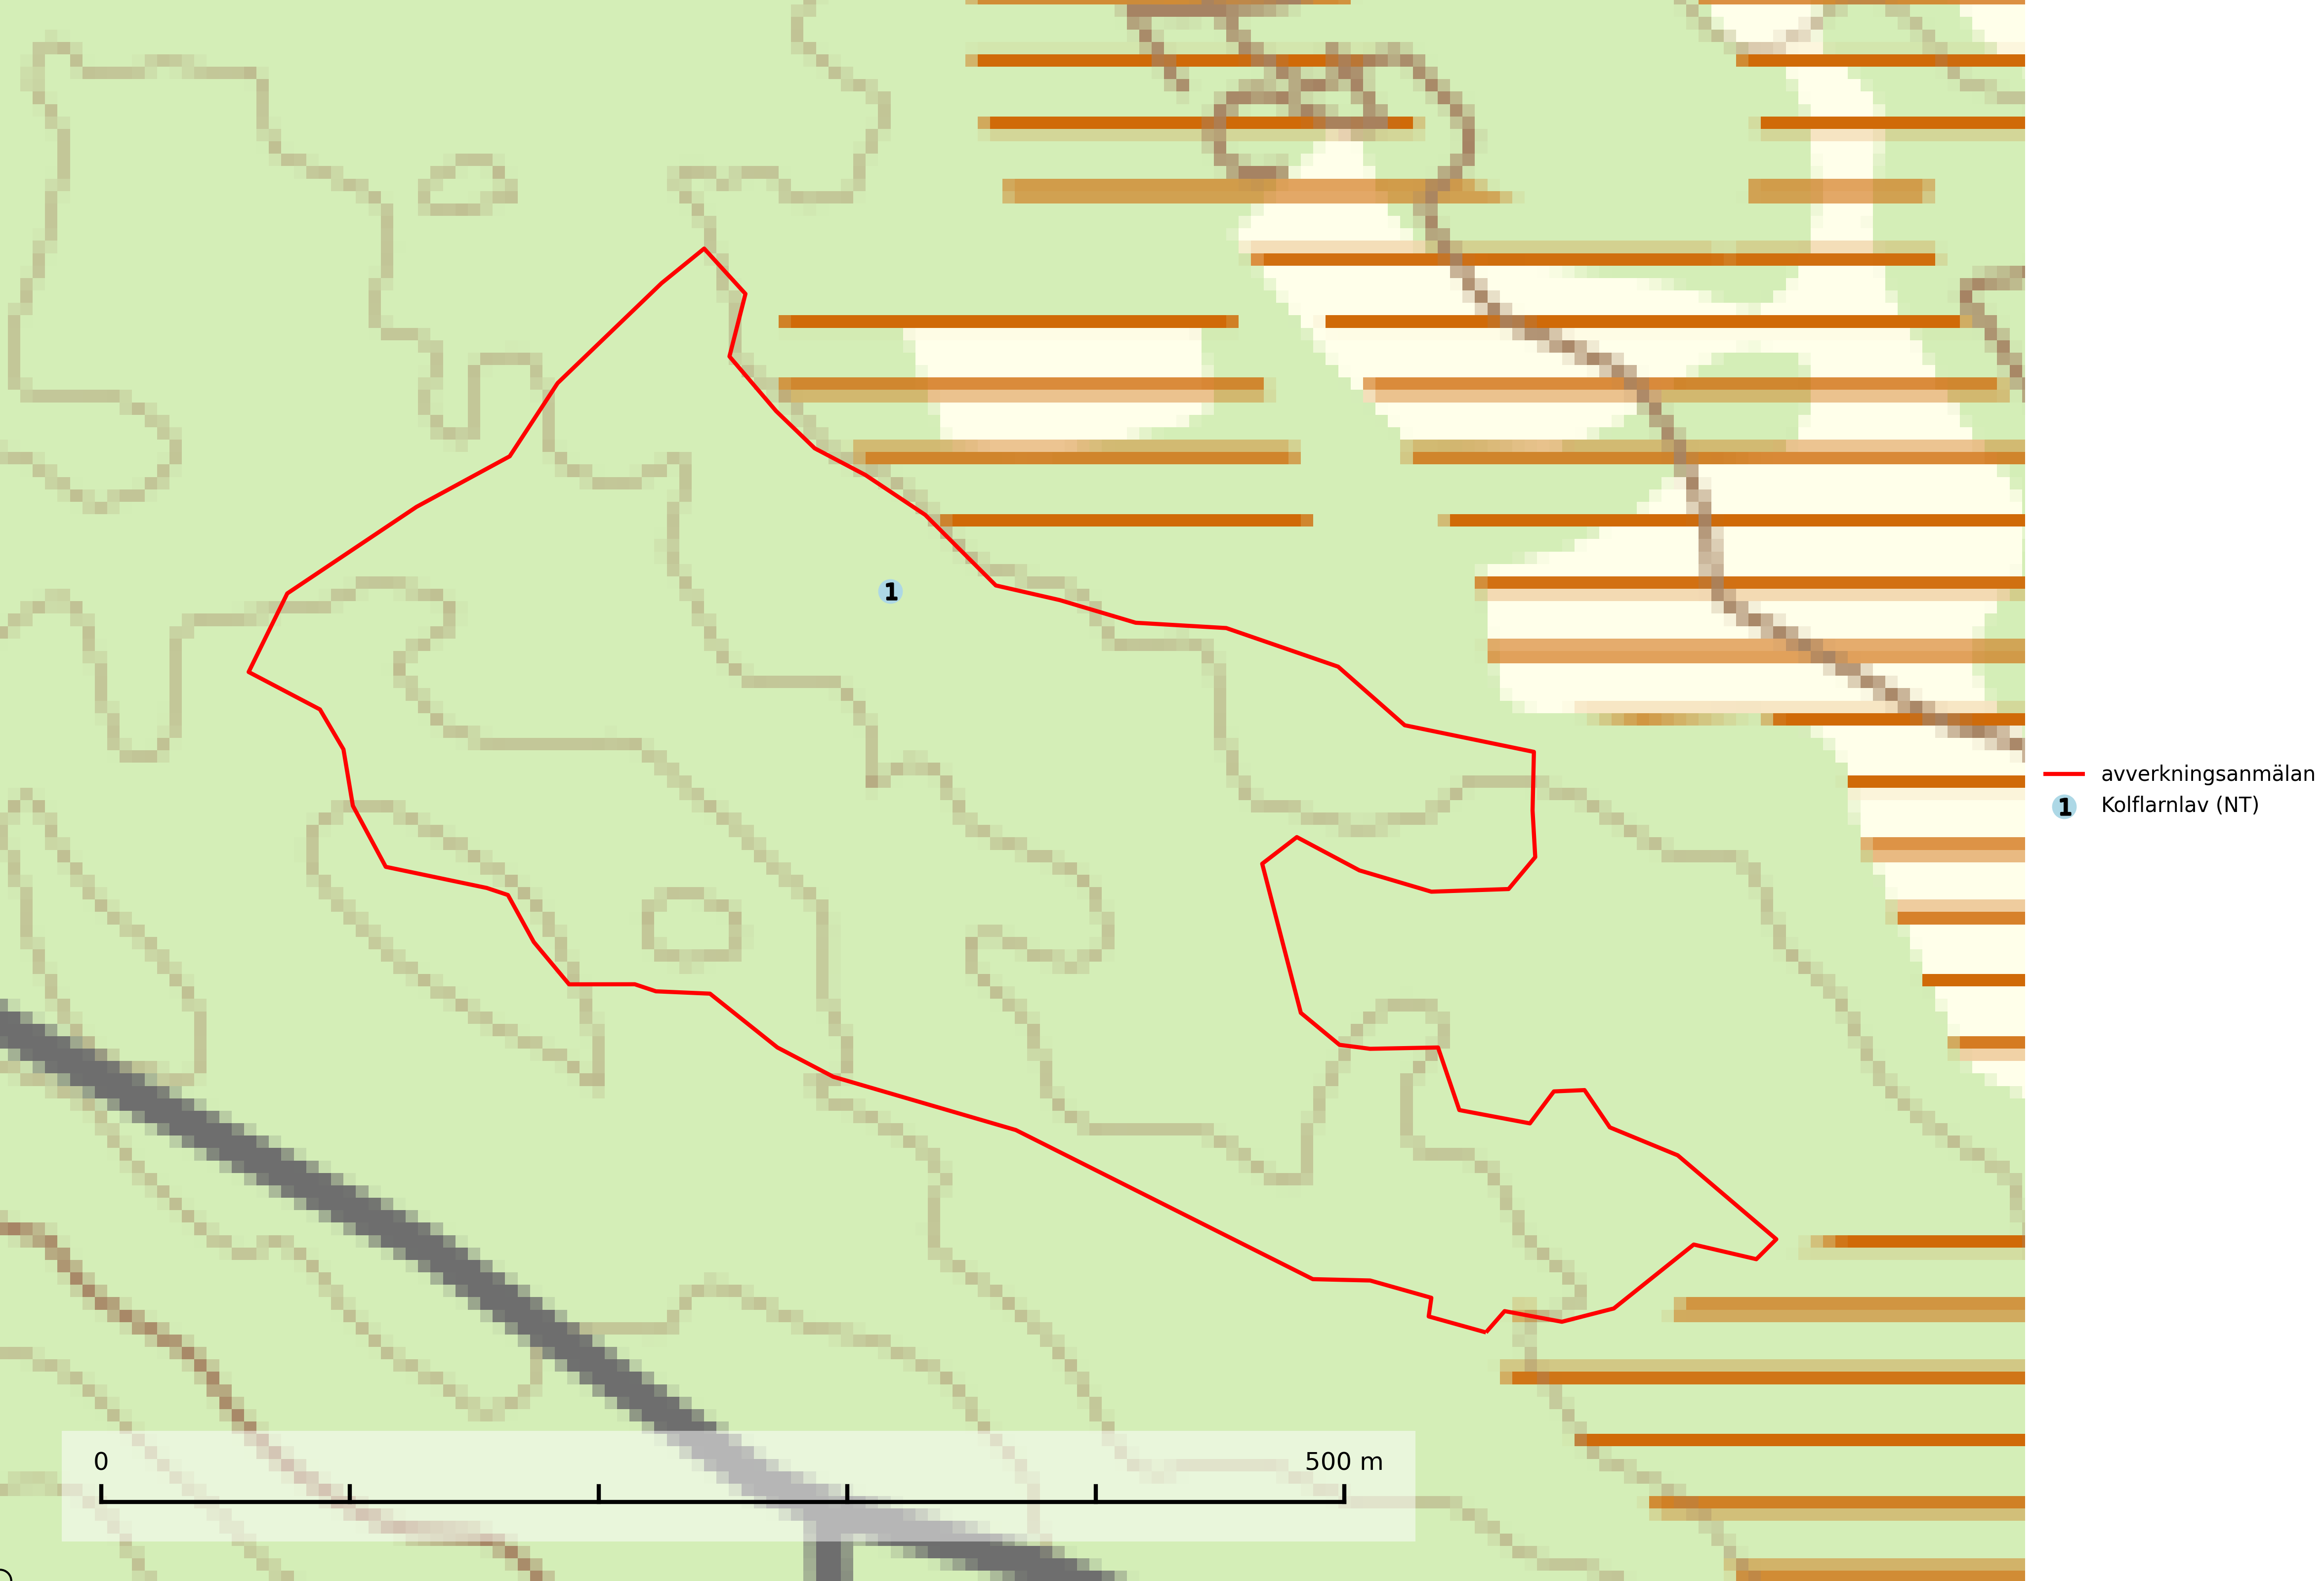 1
avverkningsanmälan
1 Kolflarnlav (NT)
0 500 m